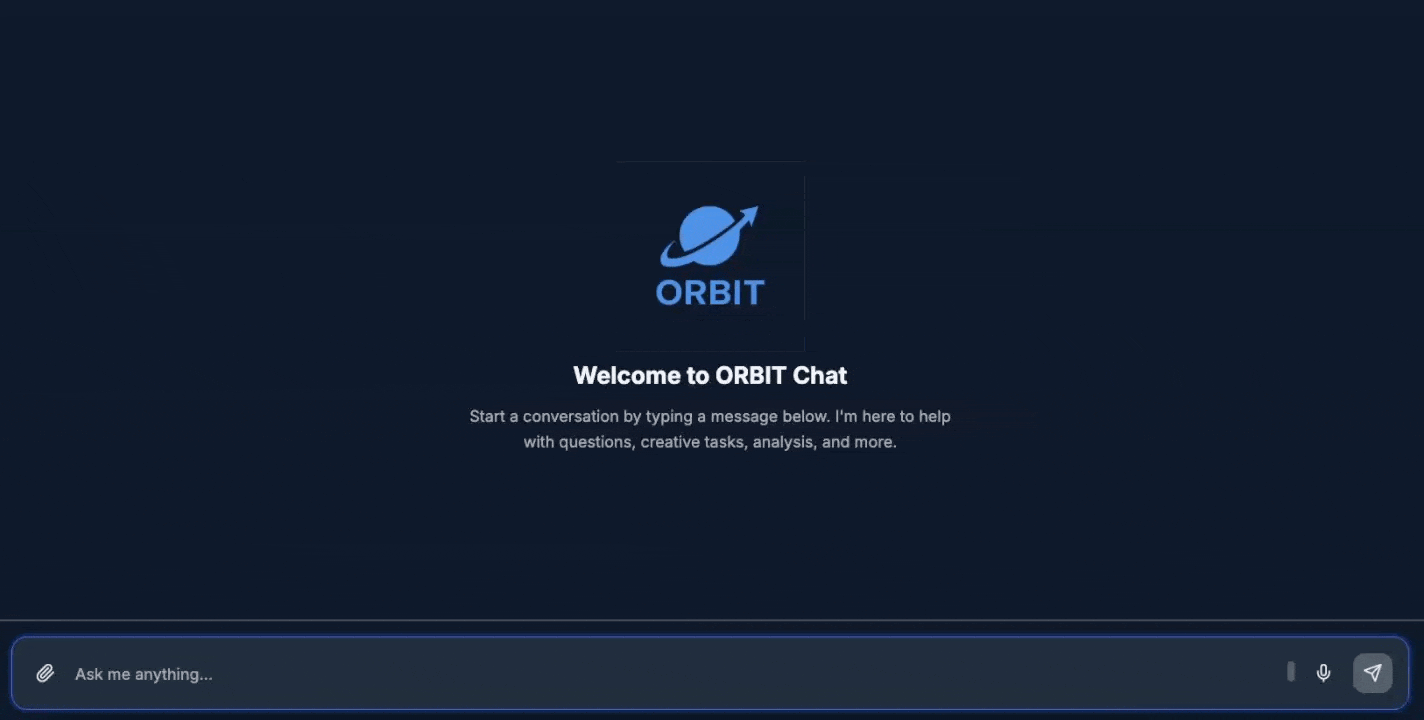 ORBIT
Welcome to ORBIT Chat
Start a conversation by typing a message below. I'm here to help
with questions, creative tasks, analysis, and more.
Ask me anything...